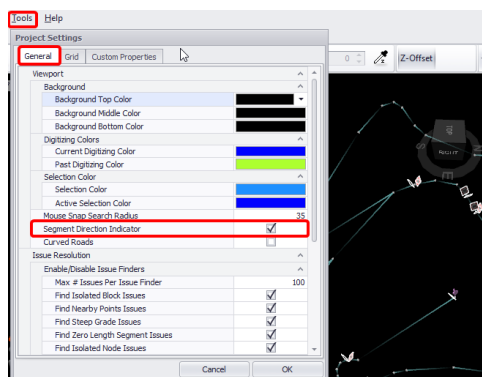 Tools Help
Project Settings
General Grid Custom Properties
0 Z Z-Offset
Viewport
Background
Background Top Color
Background Middle Color
Background Bottom Color
Digitizing Colors
Current Digitizing Color
Past Digitizing Color
Selection Color
Selection Color
Active Selection Color
Mouse Snap Search Radius 35
Segment Direction Indicator
Curved Roads
Issue Resolution
Enable/Disable Issue Finders
Max # Issues Per Issue Finder 100
Find Isolated Block Issues
Find Nearby Points Issues
Find Steep Grade Issues
Find Zero Length Segment Issues
Find Isolated Node Issues
Cancel OK
TOP
S RIGHT N
E